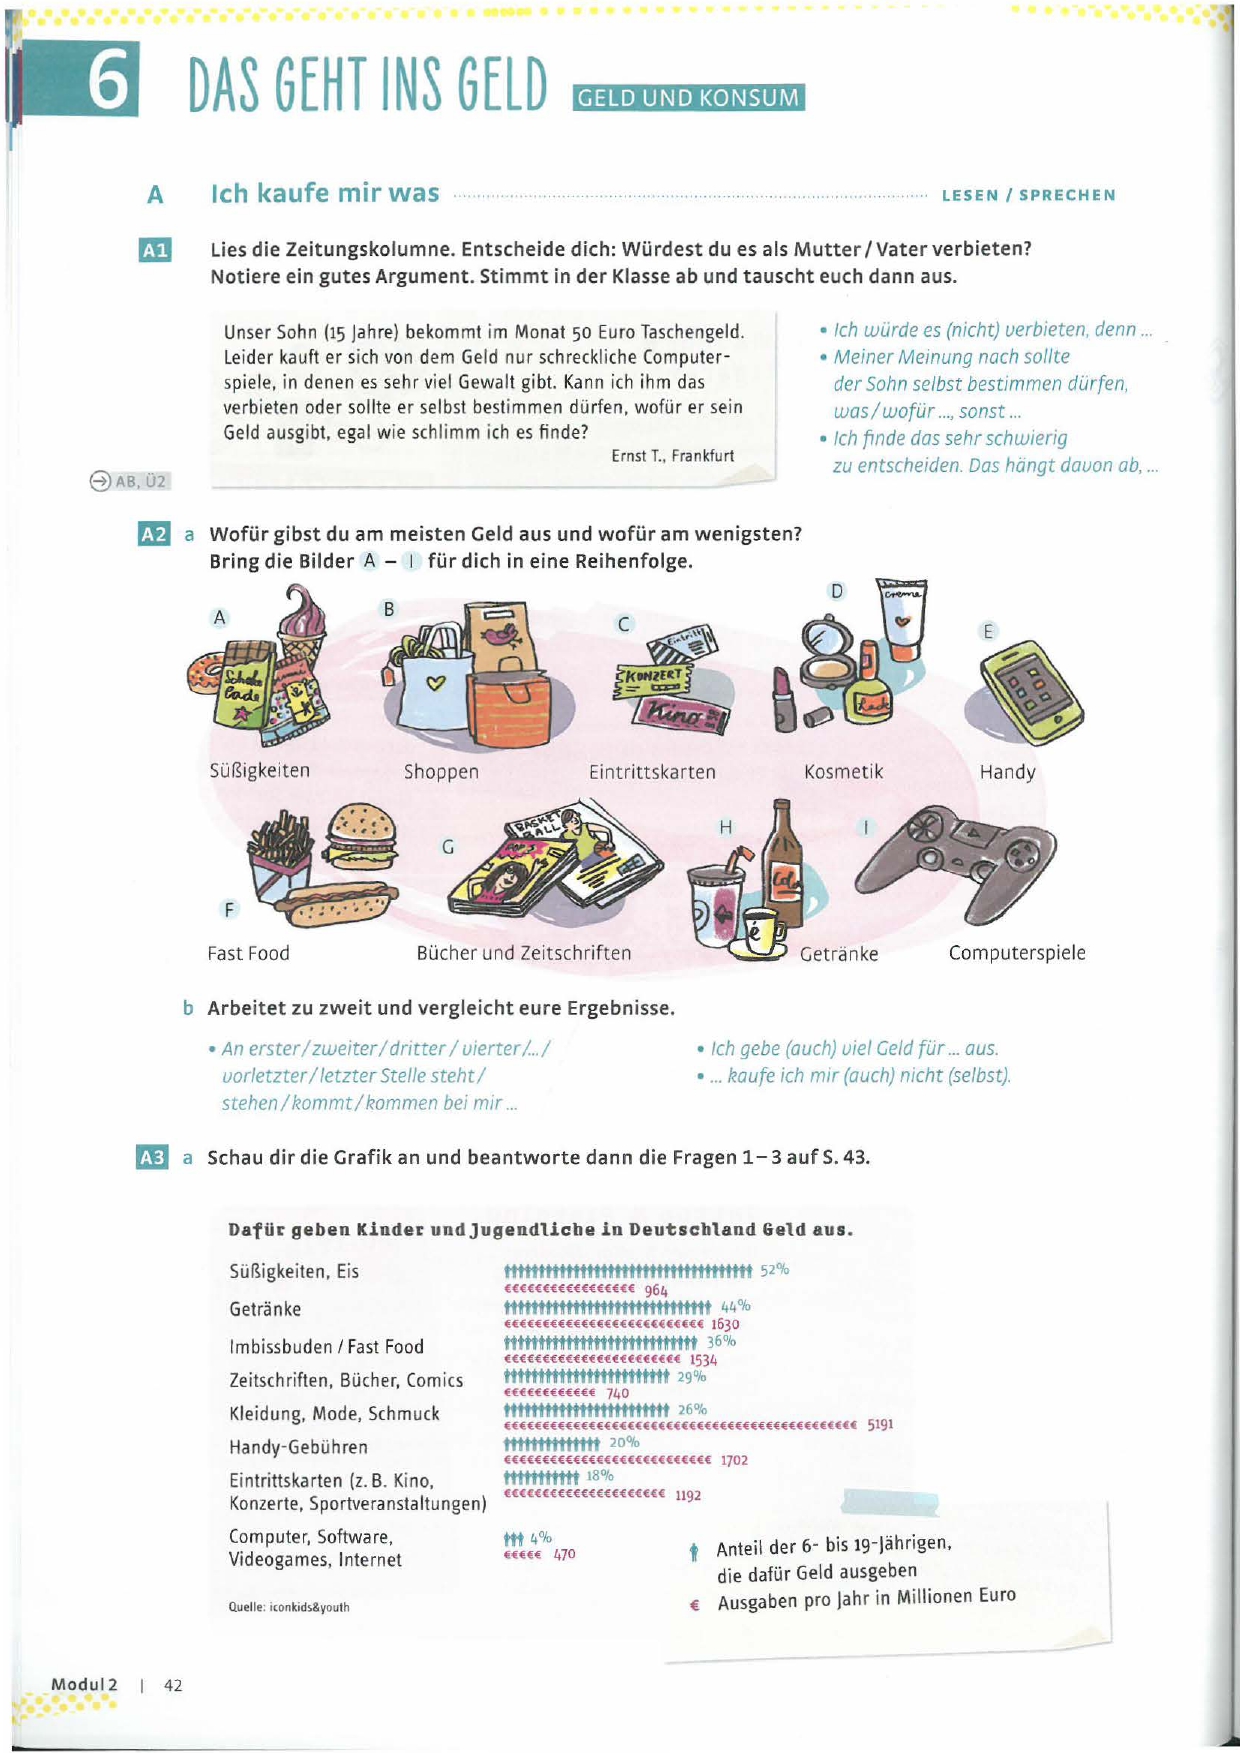 6 DAS GEHT INS GELD GELD UND KONSUM
A Ich kaufe mir was LESEN / SPRECHEN
A1 Lies die Zeitungskolumne. Entscheide dich: Würdest du es als Mutter / Vater verbieten?
Notiere ein gutes Argument. Stimmt in der Klasse ab und tauscht euch dann aus.
Unser Sohn (15 Jahre) bekommt im Monat 50 Euro Taschengeld.
Leider kauft er sich von dem Geld nur schreckliche Computer-
spiele, in denen es sehr viel Gewalt gibt. Kann ich ihm das
verbieten oder sollte er selbst bestimmen dürfen, wofür er sein
Geld ausgibt, egal wie schlimm ich es finde?
Ernst T., Frankfurt
• Ich würde es (nicht) verbieten, denn ...
• Meiner Meinung nach sollte
der Sohn selbst bestimmen dürfen,
was / wofür ..., sonst ...
• Ich finde das sehr schwierig
zu entscheiden. Das hängt davon ab, ...
AB, Ü2
A2 a Wofür gibst du am meisten Geld aus und wofür am wenigsten?
Bring die Bilder A – I für dich in eine Reihenfolge.
A
B
C
D
E
Schoko
lade
Eintritt
KONZERT
Kino
Creme
Lack
Süßigkeiten
Shoppen
Eintrittskarten
Kosmetik
Handy
F
G
H
I
BASKET
BALL
Cola
Fast Food
Bücher und Zeitschriften
Getränke
Computerspiele
b Arbeitet zu zweit und vergleicht eure Ergebnisse.
• An erster / zweiter / dritter / vierter /... /
vorletzter / letzter Stelle steht /
stehen / kommt / kommen bei mir ...
• Ich gebe (auch) viel Geld für ... aus.
• ... kaufe ich mir (auch) nicht (selbst).
A3 a Schau dir die Grafik an und beantworte dann die Fragen 1– 3 auf S. 43.
Dafür geben Kinder und Jugendliche in Deutschland Geld aus.
Süßigkeiten, Eis 52%
964
Getränke 44%
1630
Imbissbuden / Fast Food 36%
1534
Zeitschriften, Bücher, Comics 29%
740
Kleidung, Mode, Schmuck 26%
5191
Handy-Gebühren 20%
1702
Eintrittskarten (z. B. Kino, 18%
Konzerte, Sportveranstaltungen) 1192
Computer, Software, 4%
Videogames, Internet 470
Quelle: iconkids&youth
Anteil der 6- bis 19-Jährigen,
die dafür Geld ausgeben
€ Ausgaben pro Jahr in Millionen Euro
Modul 2 | 42